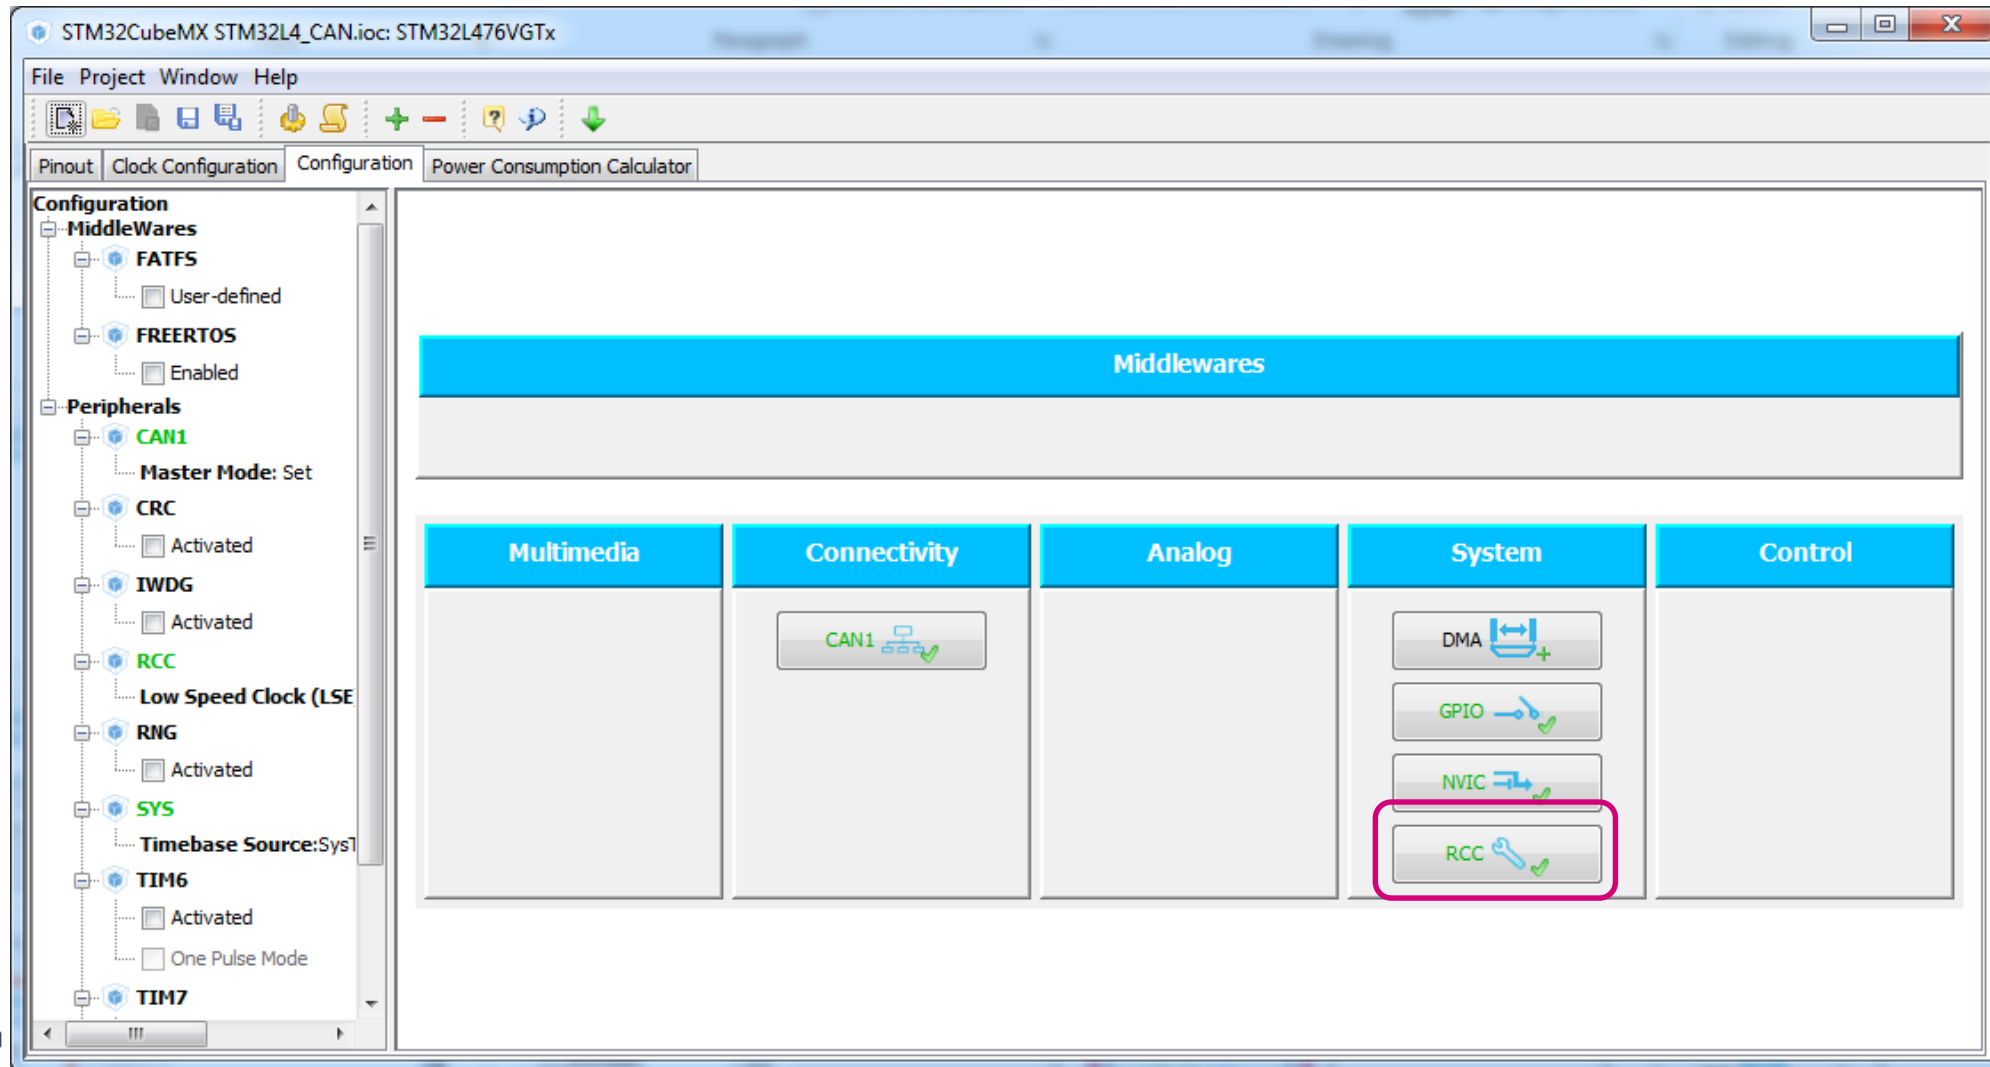 STM32CubeMX STM32L4_CAN.ioc: STM32L476VGTx
File Project Window Help
Pinout Clock Configuration Configuration Power Consumption Calculator
Configuration
MiddleWares
FATFS
User-defined
FREERTOS
Enabled
Peripherals
CAN1
Master Mode: Set
CRC
Activated
IWDG
Activated
RCC
Low Speed Clock (LSE
RNG
Activated
SYS
Timebase Source:SysT
TIM6
Activated
One Pulse Mode
TIM7
Middlewares
Multimedia Connectivity Analog System Control
CAN1
DMA
GPIO
NVIC
RCC